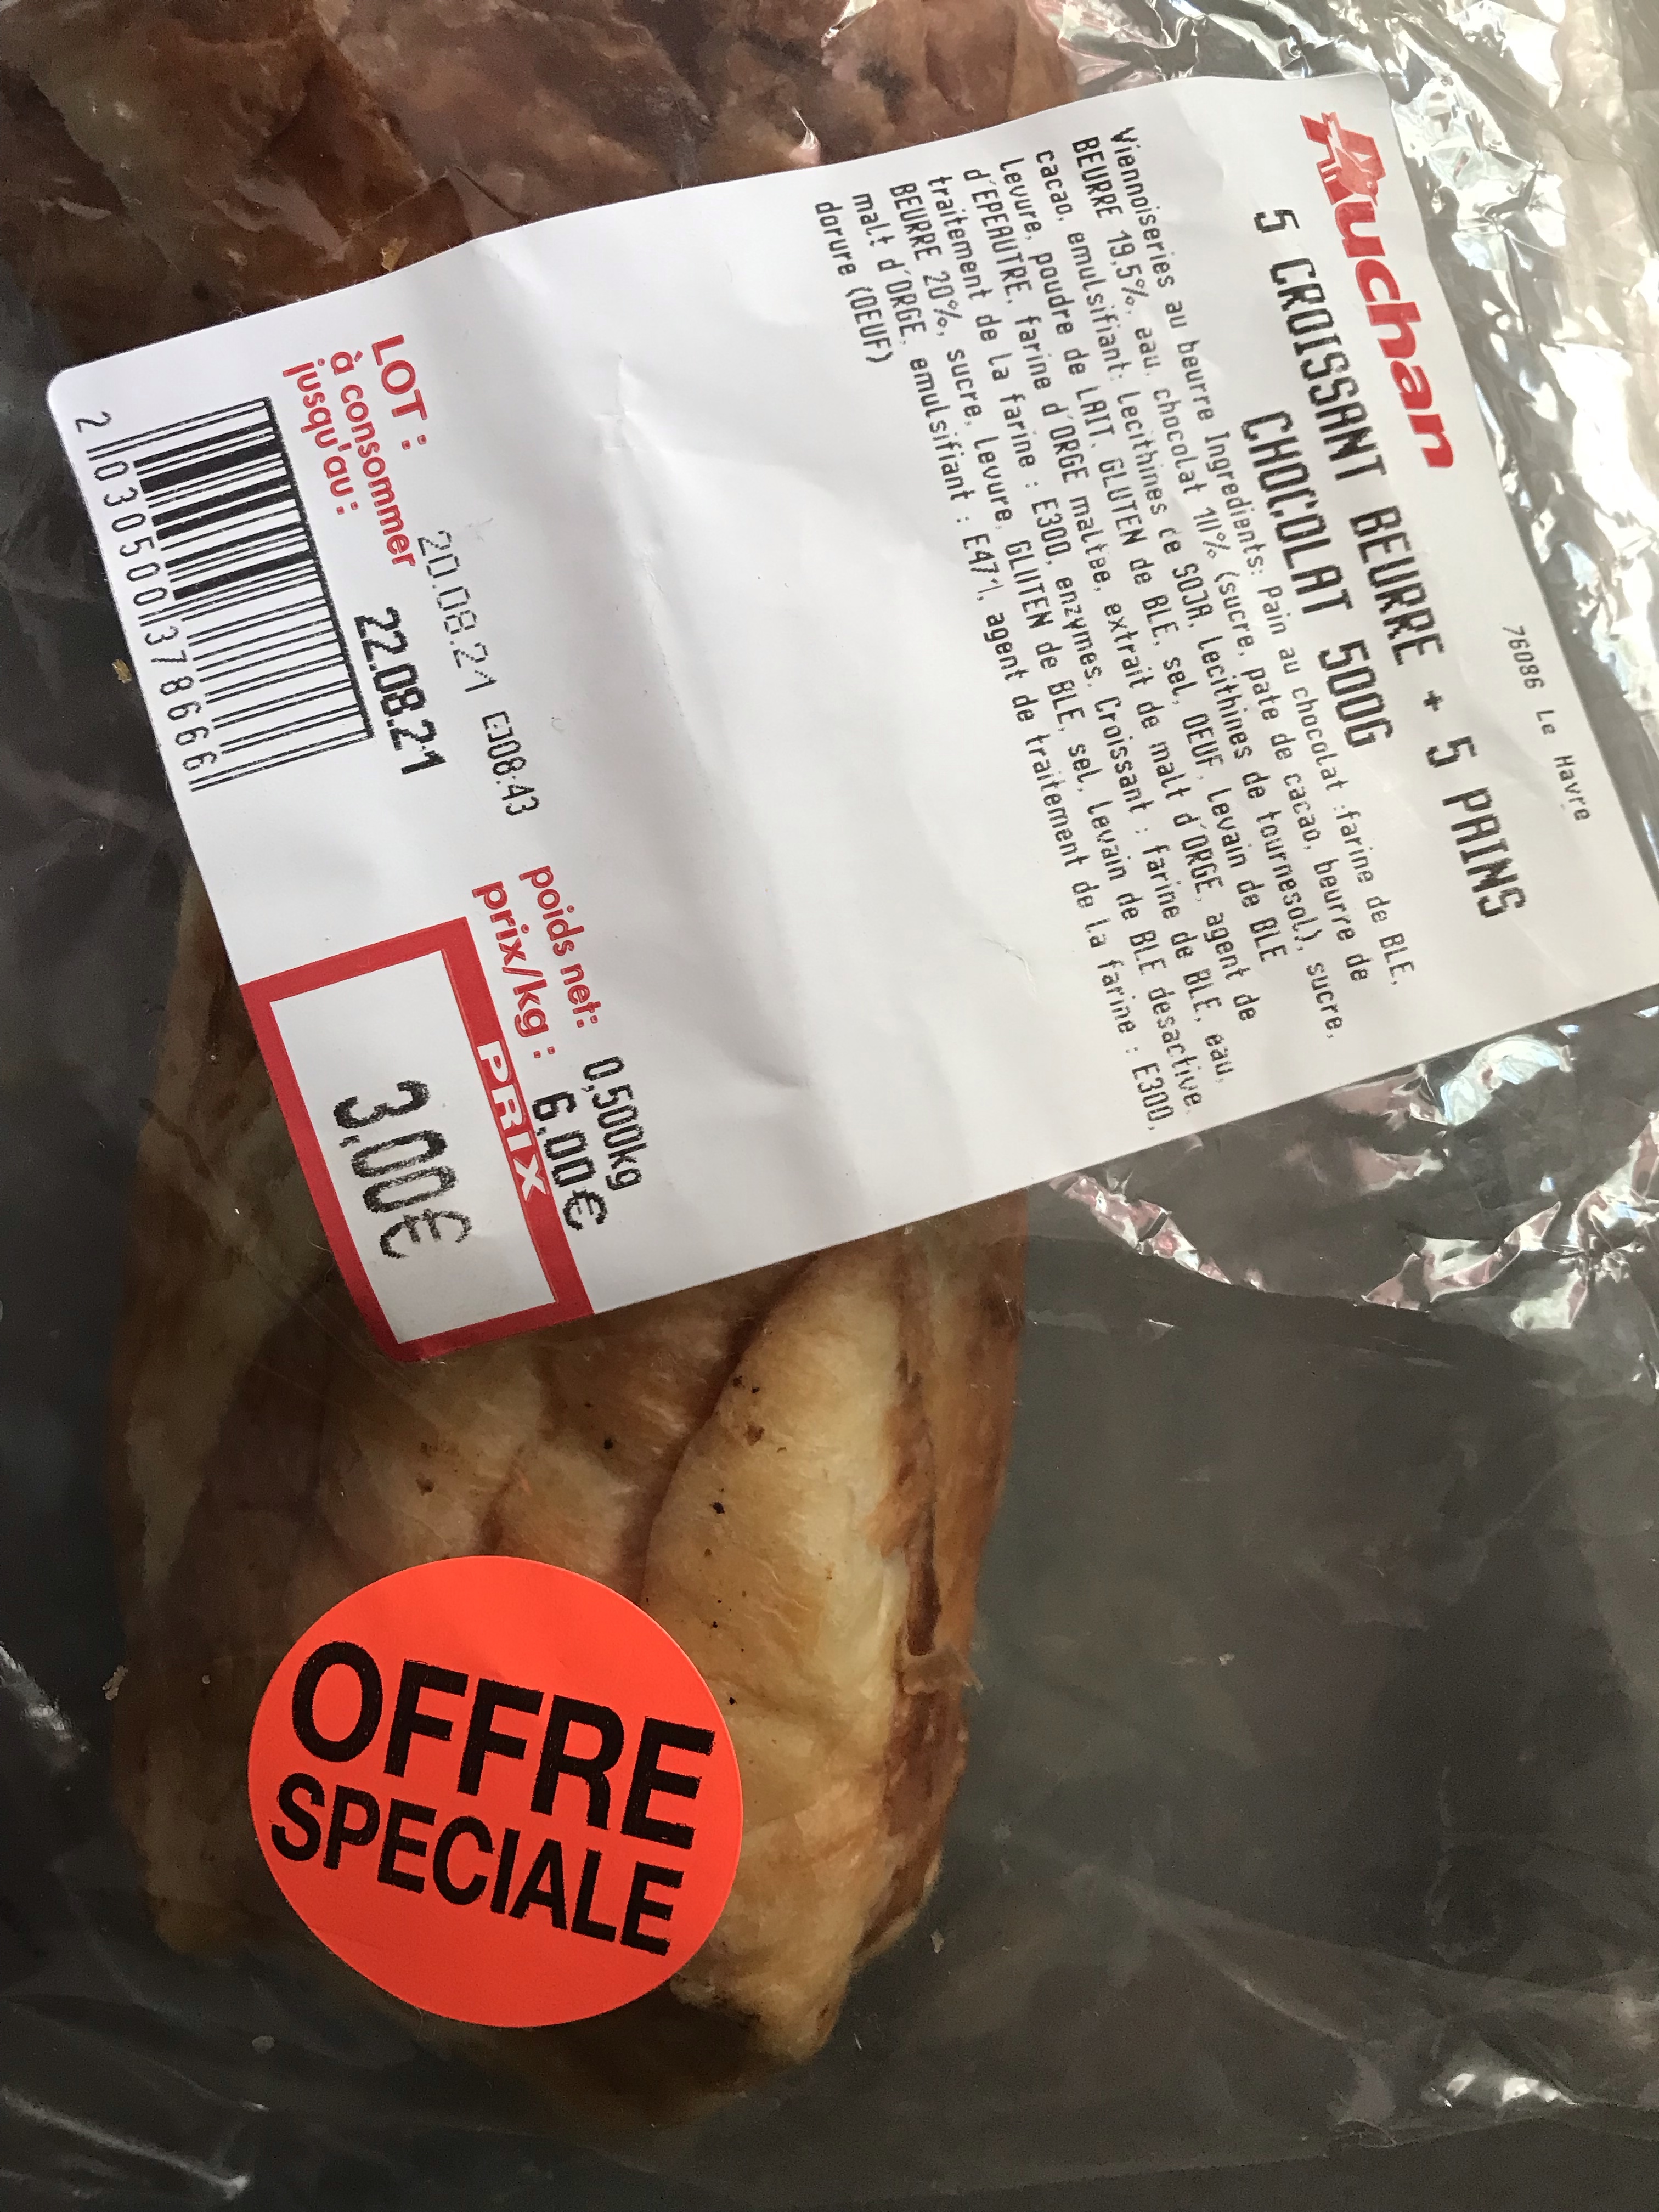 Auchan
76086 Le Havre
5 CROISSANT BEURRE + 5 PAINS
CHOCOLAT 500G
Viennoiseries au beurre Ingredients: Pain au chocolat :farine de BLE,
BEURRE 19,5%, eau, chocolat 10% (sucre, pate de cacao, beurre de
cacao, emulsifiant: lecithines de SOJA, lecithines de tournesol), sucre,
levure, poudre de LAIT, GLUTEN de BLE, sel, OEUF, levain de BLE
d'EPEAUTRE, farine d'ORGE maltee, extrait de malt d'ORGE, agent de
traitement de la farine : E300, enzymes. Croissant : farine de BLE, eau,
BEURRE 20%, sucre, levure, GLUTEN de BLE, sel, levain de BLE desactive,
malt d'ORGE, emulsifiant : E471, agent de traitement de la farine : E300,
dorure (OEUF)
LOT : 20.08.21 08:43
à consommer
jusqu'au : 22.08.21
poids net: 0,500kg
prix/kg : 6,00€
PRIX
3,00€
2 030500 378666
OFFRE
SPECIALE